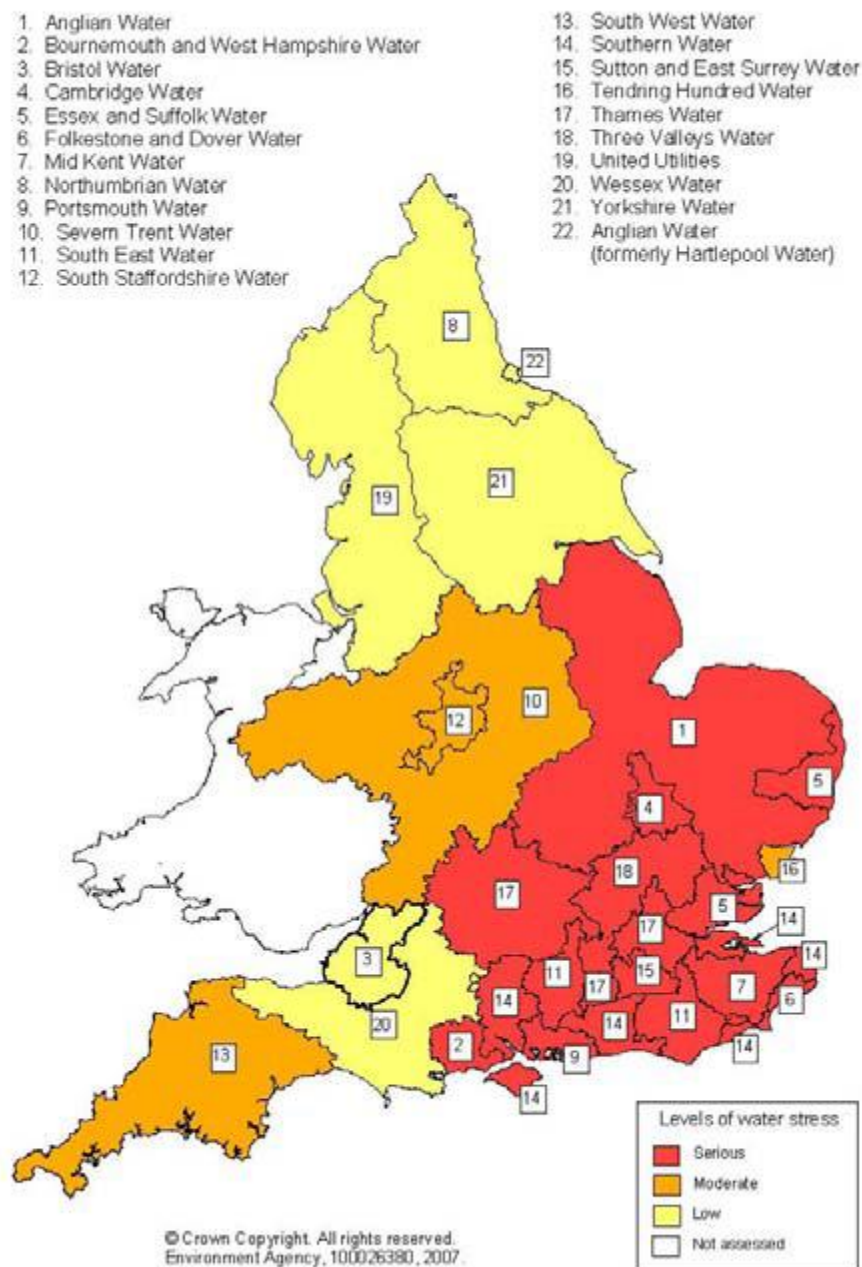 1. Anglian Water
2. Bournemouth and West Hampshire Water
3. Bristol Water
4. Cambridge Water
5. Essex and Suffolk Water
6. Folkestone and Dover Water
7. Mid Kent Water
8. Northumbrian Water
9. Portsmouth Water
10. Severn Trent Water
11. South East Water
12. South Staffordshire Water
13. South West Water
14. Southern Water
15. Sutton and East Surrey Water
16. Tendring Hundred Water
17. Thames Water
18. Three Valleys Water
19. United Utilities
20. Wessex Water
21. Yorkshire Water
22. Anglian Water
(formerly Hartlepool Water)
8
22
21
19
10
12
1
5
4
16
18
17
5
17
14
3
14
11
15
7
17
14
6
20
14
11
2
9
14
13
14
Levels of water stress
Serious
Moderate
Low
Not assessed
© Crown Copyright. All rights reserved.
Environment Agency, 100026380, 2007.